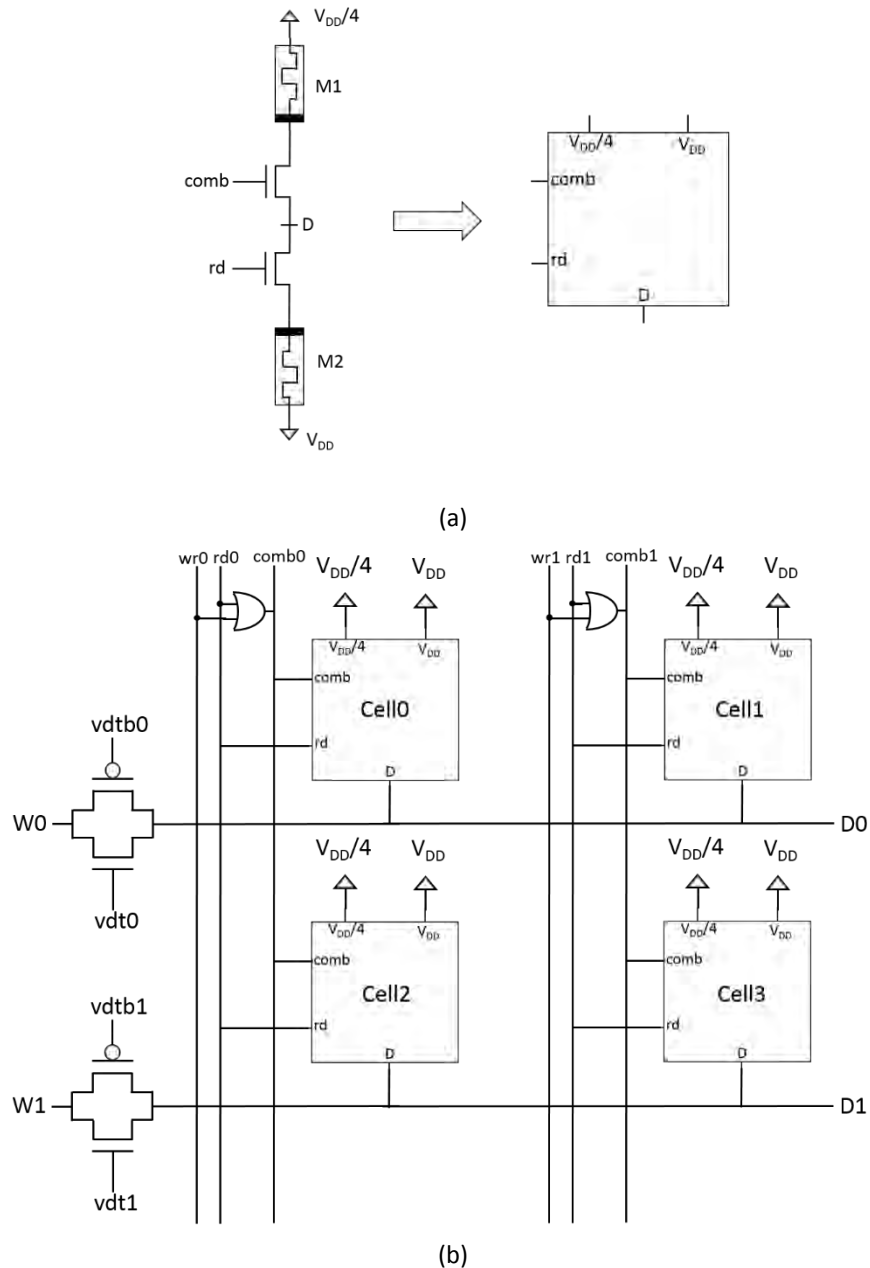 V_DD/4
M1
V_DD/4 V_DD
comb
comb
D
rd
rd
D
M2
V_DD
(a)
wr0 rd0 comb0 V_DD/4 V_DD wr1 rd1 comb1 V_DD/4 V_DD
V_DD/4 V_DD V_DD/4 V_DD
comb comb
Cell0 Cell1
vdtb0
rd rd
D D
W0 D0
V_DD/4 V_DD V_DD/4 V_DD
vdt0
V_DD/4 V_DD V_DD/4 V_DD
comb comb
Cell2 Cell3
vdtb1
rd rd
D D
W1 D1
vdt1
(b)